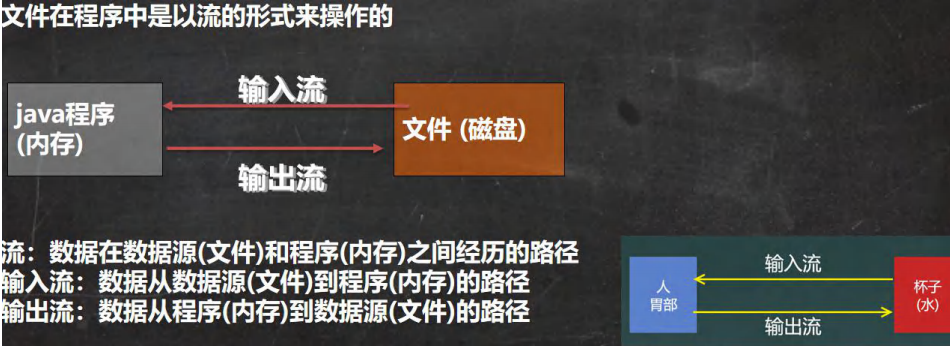 文件在程序中是以流的形式来操作的
输入流
java程序
(内存)
文件 (磁盘)
输出流
流：数据在数据源(文件)和程序(内存)之间经历的路径
输入流：数据从数据源(文件)到程序(内存)的路径
输出流：数据从程序(内存)到数据源(文件)的路径
输入流
人
胃部
杯子
(水)
输出流